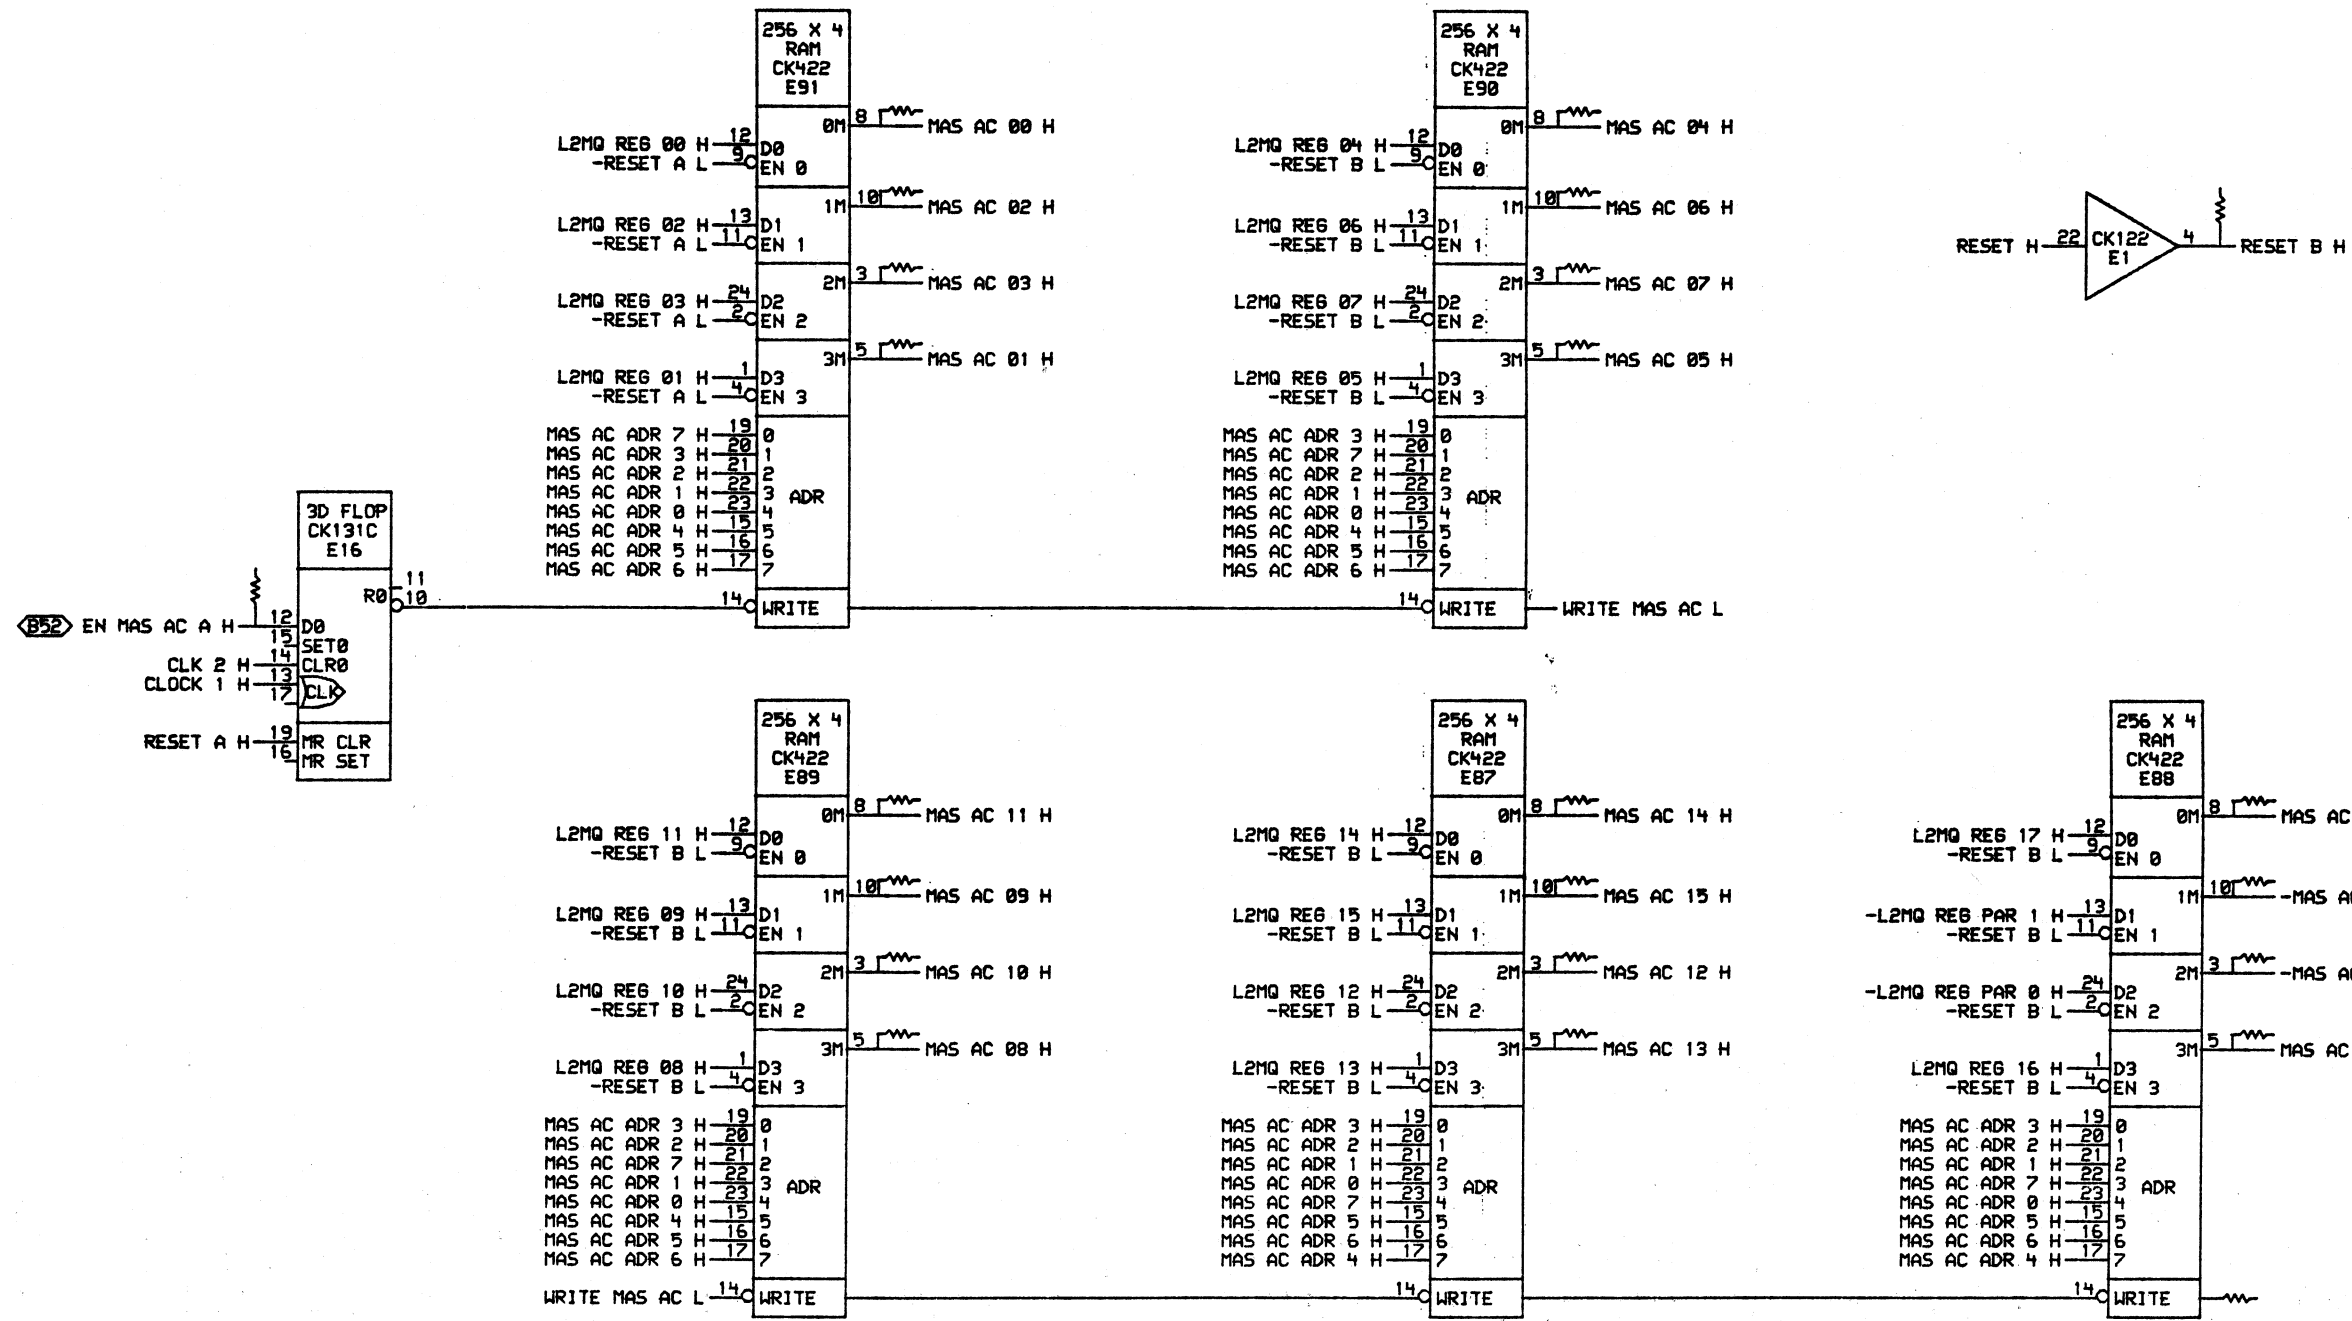 256 X 4
RAM
CK422
E91
0M 8 MAS AC 00 H
L2MQ REG 00 H 12 D0
-RESET A L 9 EN 0
1M 10 MAS AC 02 H
L2MQ REG 02 H 13 D1
-RESET A L 11 EN 1
2M 3 MAS AC 03 H
L2MQ REG 03 H 24 D2
-RESET A L 2 EN 2
3M 5 MAS AC 01 H
L2MQ REG 01 H 1 D3
-RESET A L 4 EN 3
MAS AC ADR 7 H 19 0
MAS AC ADR 3 H 20 1
MAS AC ADR 2 H 21 2
MAS AC ADR 1 H 22 3
ADR
MAS AC ADR 0 H 23 4
MAS AC ADR 4 H 15 5
MAS AC ADR 5 H 16 6
MAS AC ADR 6 H 17 7
14 WRITE
256 X 4
RAM
CK422
E90
0M 8 MAS AC 04 H
L2MQ REG 04 H 12 D0
-RESET B L 9 EN 0
1M 10 MAS AC 06 H
L2MQ REG 06 H 13 D1
-RESET B L 11 EN 1
2M 3 MAS AC 07 H
L2MQ REG 07 H 24 D2
-RESET B L 2 EN 2
3M 5 MAS AC 05 H
L2MQ REG 05 H 1 D3
-RESET B L 4 EN 3
MAS AC ADR 3 H 19 0
MAS AC ADR 7 H 20 1
MAS AC ADR 2 H 21 2
MAS AC ADR 1 H 22 3
ADR
MAS AC ADR 0 H 23 4
MAS AC ADR 4 H 15 5
MAS AC ADR 5 H 16 6
MAS AC ADR 6 H 17 7
14 WRITE WRITE MAS AC L
RESET H 22 CK122 4 RESET B H
E1
3D FLOP
CK131C
E16
11
R0 10
B52 EN MAS AC A H 12 D0
15 SET0
CLK 2 H 14 CLR0
CLOCK 1 H 13
17 CLK
RESET A H 19 MR CLR
16 MR SET
256 X 4
RAM
CK422
E89
0M 8 MAS AC 11 H
L2MQ REG 11 H 12 D0
-RESET B L 9 EN 0
1M 10 MAS AC 09 H
L2MQ REG 09 H 13 D1
-RESET B L 11 EN 1
2M 3 MAS AC 10 H
L2MQ REG 10 H 24 D2
-RESET B L 2 EN 2
3M 5 MAS AC 08 H
L2MQ REG 08 H 1 D3
-RESET B L 4 EN 3
MAS AC ADR 3 H 19 0
MAS AC ADR 2 H 20 1
MAS AC ADR 7 H 21 2
MAS AC ADR 1 H 22 3
ADR
MAS AC ADR 0 H 23 4
MAS AC ADR 4 H 15 5
MAS AC ADR 5 H 16 6
MAS AC ADR 6 H 17 7
WRITE MAS AC L 14 WRITE
256 X 4
RAM
CK422
E87
0M 8 MAS AC 14 H
L2MQ REG 14 H 12 D0
-RESET B L 9 EN 0
1M 10 MAS AC 15 H
L2MQ REG 15 H 13 D1
-RESET B L 11 EN 1
2M 3 MAS AC 12 H
L2MQ REG 12 H 24 D2
-RESET B L 2 EN 2
3M 5 MAS AC 13 H
L2MQ REG 13 H 1 D3
-RESET B L 4 EN 3
MAS AC ADR 3 H 19 0
MAS AC ADR 2 H 20 1
MAS AC ADR 1 H 21 2
MAS AC ADR 0 H 22 3
ADR
MAS AC ADR 7 H 23 4
MAS AC ADR 5 H 15 5
MAS AC ADR 6 H 16 6
MAS AC ADR 4 H 17 7
14 WRITE
256 X 4
RAM
CK422
E88
0M 8 MAS AC
L2MQ REG 17 H 12 D0
-RESET B L 9 EN 0
1M 10 -MAS
-L2MQ REG PAR 1 H 13 D1
-RESET B L 11 EN 1
2M 3 -MAS
-L2MQ REG PAR 0 H 24 D2
-RESET B L 2 EN 2
3M 5 MAS AC
L2MQ REG 16 H 1 D3
-RESET B L 4 EN 3
MAS AC ADR 3 H 19 0
MAS AC ADR 2 H 20 1
MAS AC ADR 1 H 21 2
MAS AC ADR 7 H 22 3
ADR
MAS AC ADR 0 H 23 4
MAS AC ADR 5 H 15 5
MAS AC ADR 6 H 16 6
MAS AC ADR 4 H 17 7
14 WRITE